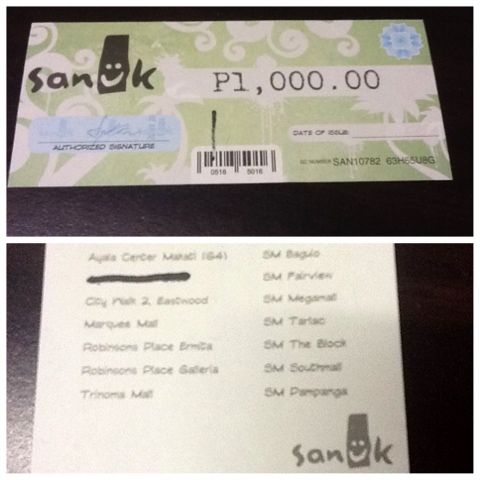 sanuk
P1,000.00
DATE OF ISSUE:
AUTHORIZED SIGNATURE
0516 5016
SAN10782 63H65U8G
Ayala Center Makati (G4)
City Walk 2, Eastwood
Marquee Mall
Robinsons Place Ermita
Robinsons Place Galleria
Trinoma Mall
SM Baguio
SM Fairview
SM Megamall
SM Tarlac
SM The Block
SM Southmall
SM Pampanga
sanuk